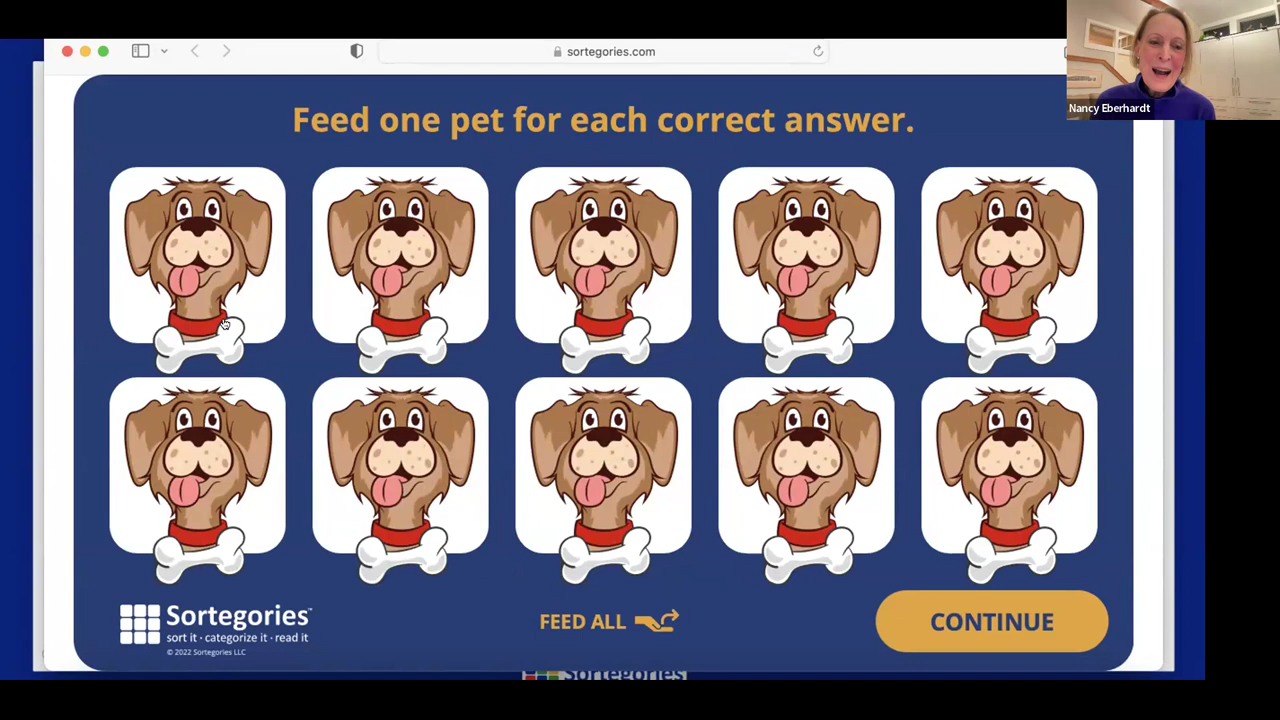 sortegories.com
Nancy Eberhardt
Feed one pet for each correct answer.
Sortegories™
sort it · categorize it · read it
© 2022 Sortegories LLC
FEED ALL
CONTINUE
Sortegories